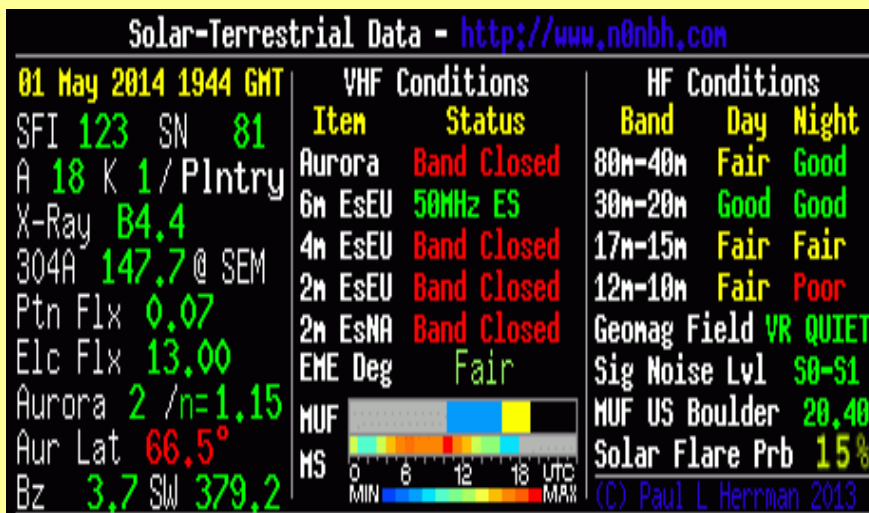 Solar-Terrestrial Data - http://www.n0nbh.com
01 May 2014 1944 GMT
SFI 123 SN 81
A 18 K 1/Plntry
X-Ray B4.4
304A 147.7 @ SEM
Ptn Flx 0.07
Elc Flx 13.00
Aurora 2 /n=1.15
Aur Lat 66.5°
Bz 3.7 SW 379.2
VHF Conditions
Item Status
Aurora Band Closed
6m EsEU 50MHz ES
4m EsEU Band Closed
2m EsEU Band Closed
2m EsNA Band Closed
EME Deg Fair
MUF
MS
0 6 12 18 UTC
MIN MAX
HF Conditions
Band Day Night
80m-40m Fair Good
30m-20m Good Good
17m-15m Fair Fair
12m-10m Fair Poor
Geomag Field VR QUIET
Sig Noise Lvl S0-S1
MUF US Boulder 20.40
Solar Flare Prb 15%
(C) Paul L Herrman 2013